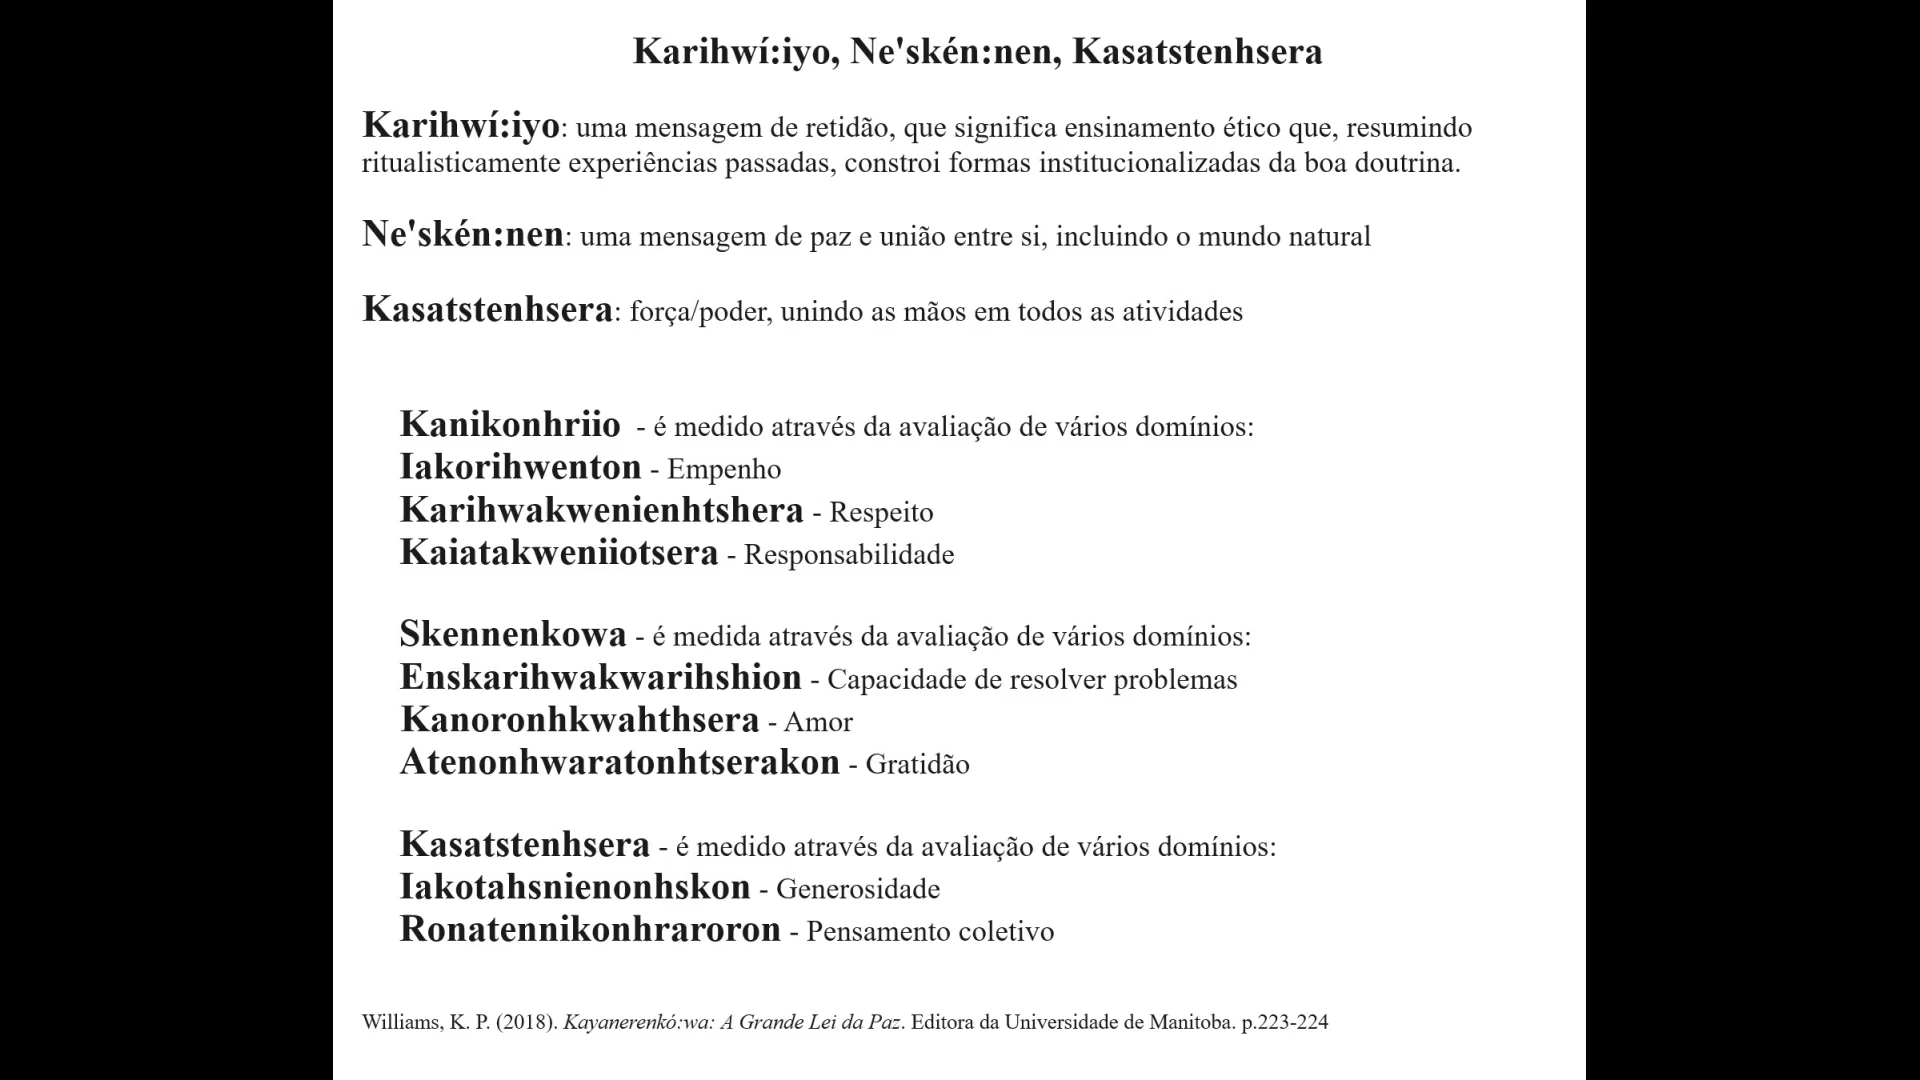 Karihwí:iyo, Ne'skén:nen, Kasatstenhsera
Karihwí:iyo: uma mensagem de retidão, que significa ensinamento ético que, resumindo
ritualisticamente experiências passadas, constroi formas institucionalizadas da boa doutrina.
Ne'skén:nen: uma mensagem de paz e união entre si, incluindo o mundo natural
Kasatstenhsera: força/poder, unindo as mãos em todos as atividades
Kanikonhriio - é medido através da avaliação de vários domínios:
Iakorihwenton - Empenho
Karihwakwenienhtshera - Respeito
Kaiatakweniiotsera - Responsabilidade
Skennenkowa - é medida através da avaliação de vários domínios:
Enskarihwakwarihshion - Capacidade de resolver problemas
Kanoronhkwahthsera - Amor
Atenonhwaratonhtserakon - Gratidão
Kasatstenhsera - é medido através da avaliação de vários domínios:
Iakotahsnienonhskon - Generosidade
Ronatennikonhraroron - Pensamento coletivo
Williams, K. P. (2018). Kayanerenkó:wa: A Grande Lei da Paz. Editora da Universidade de Manitoba. p.223-224